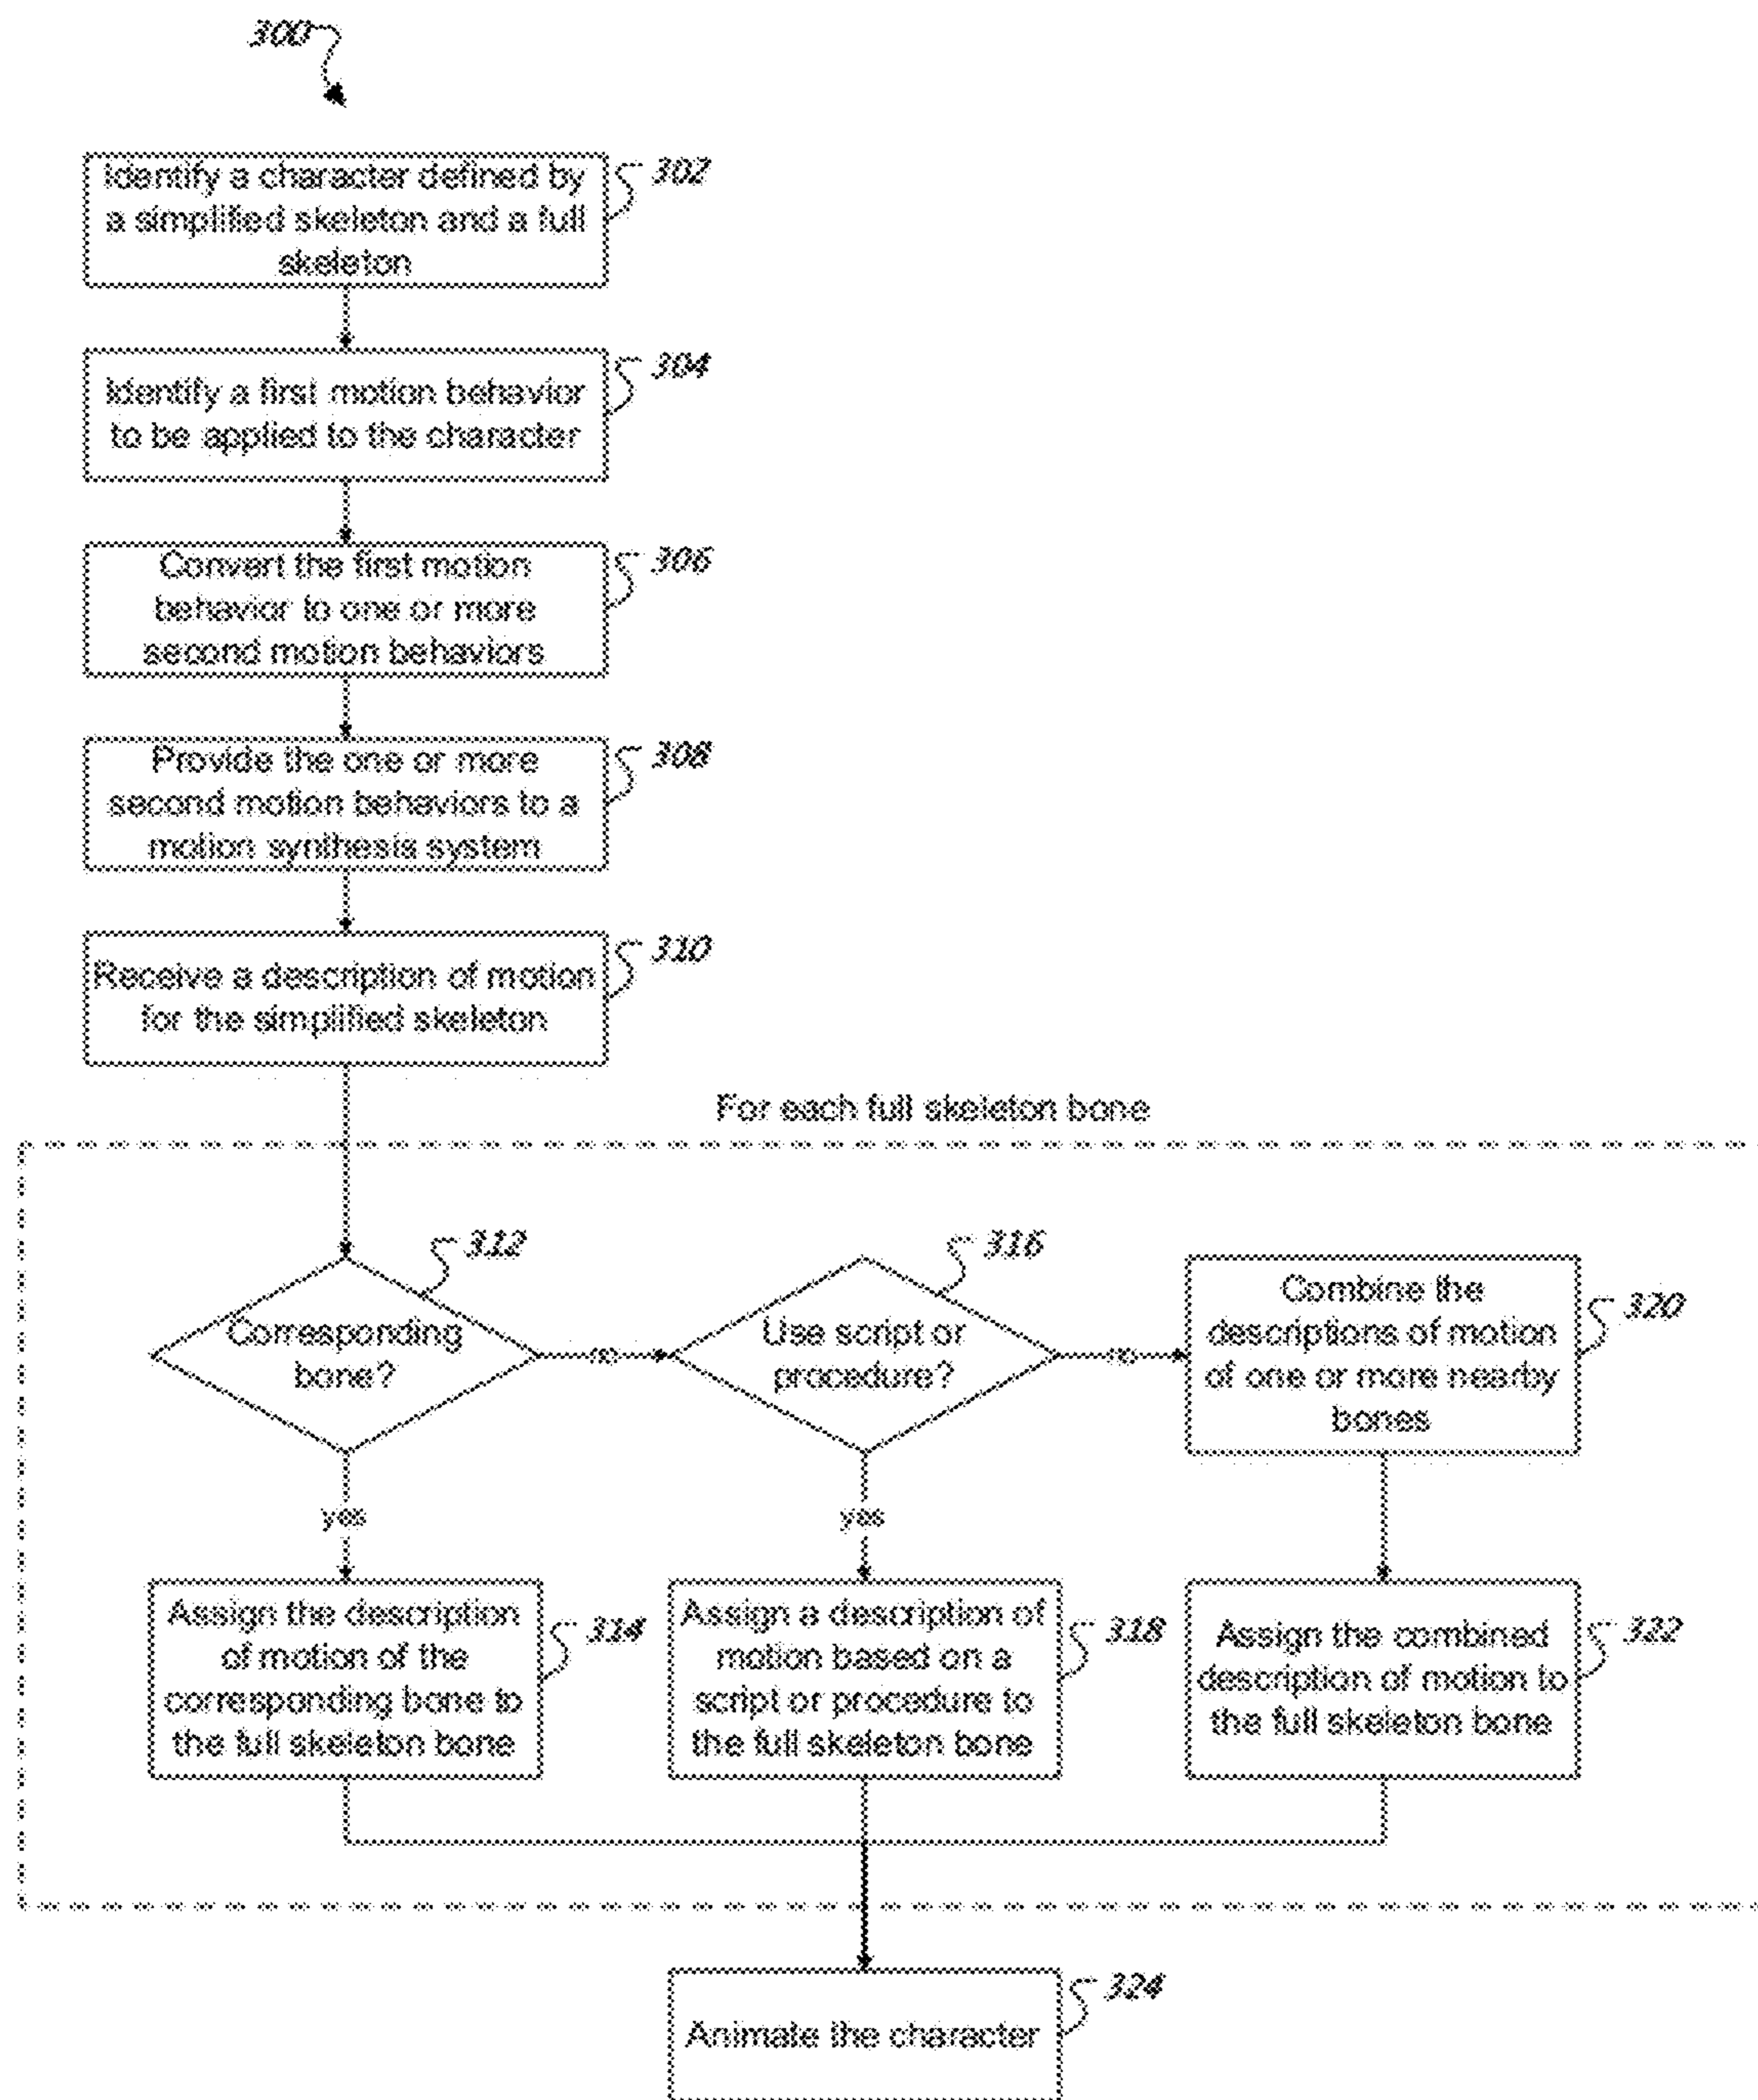 300
Identify a character defined by
a simplified skeleton and a full
skeleton
302
Identify a first motion behavior
to be applied to the character
304
Convert the first motion
behavior to one or more
second motion behaviors
306
Provide the one or more
second motion behaviors to a
motion synthesis system
308
Receive a description of motion
for the simplified skeleton
310
For each full skeleton bone
Corresponding
bone?
312
no
Use script or
procedure?
316
no
Combine the
descriptions of motion
of one or more nearby
bones
320
yes
yes
Assign the description
of motion of the
corresponding bone to
the full skeleton bone
314
Assign a description of
motion based on a
script or procedure to
the full skeleton bone
318
Assign the combined
description of motion to
the full skeleton bone
322
Animate the character
324